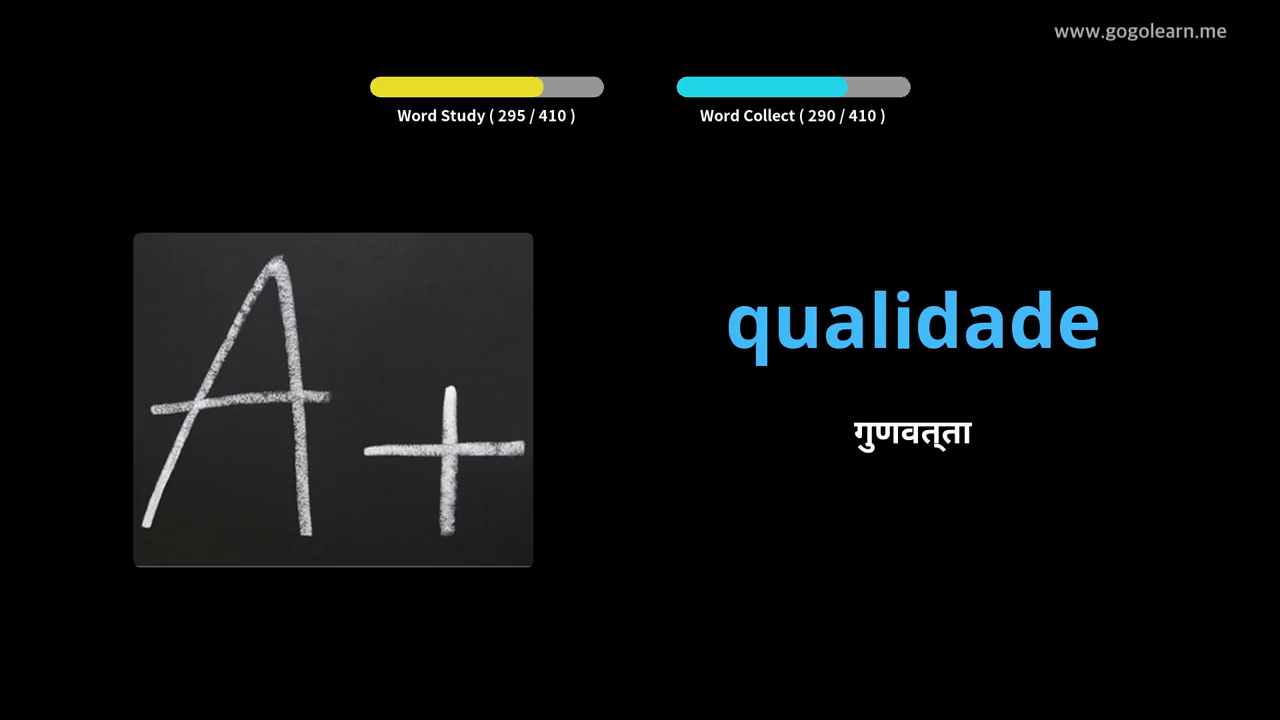 www.gogolearn.me
Word Study ( 295 / 410 )
Word Collect ( 290 / 410 )
A+
qualidade
गुणवत्ता